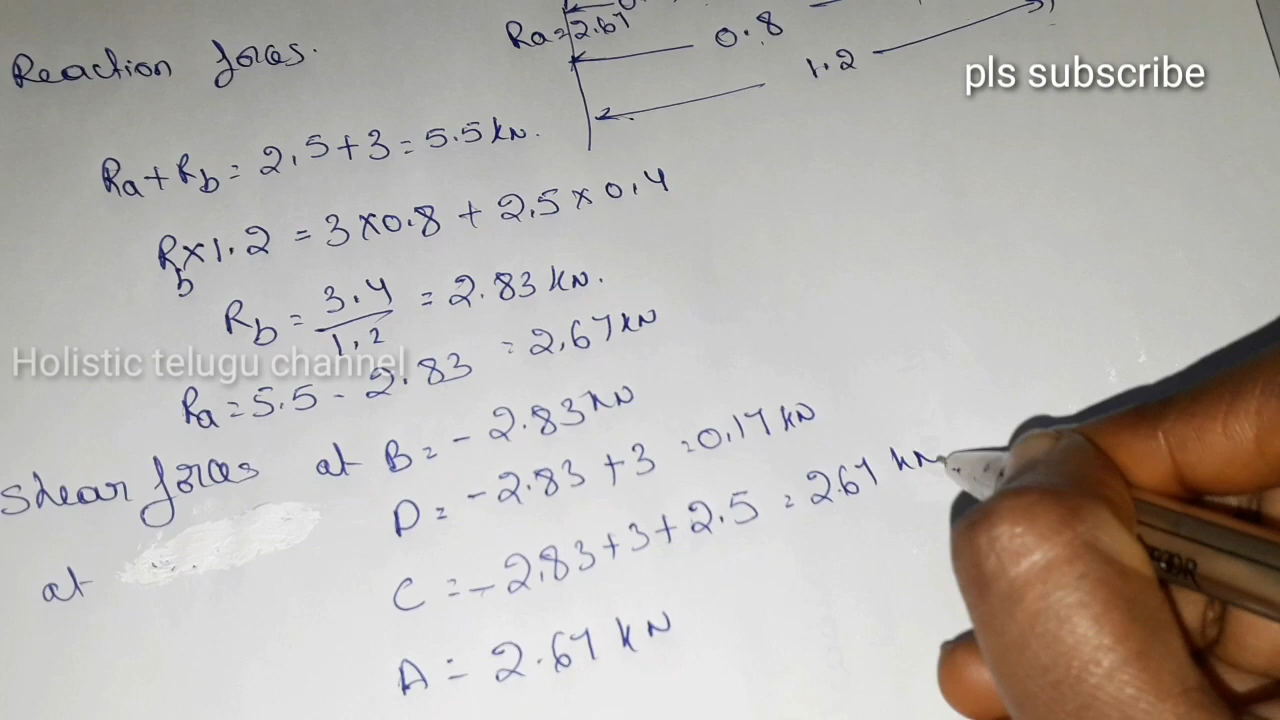 Ra=2.67
0.8
1.2
pls subscribe
Reaction forces.
Ra+Rb = 2.5+3 = 5.5 kN.
Rb×1.2 = 3×0.8 + 2.5×0.4
Rb = 3.4/1.2 = 2.83 kN.
Holistic telugu channel
Ra = 5.5 - 2.83 = 2.67 kN
Shear forces at B = - 2.83 kN
D = -2.83 +3 = 0.17 kN
at
C = -2.83+3+2.5 = 2.67 kN
A = 2.67 kN